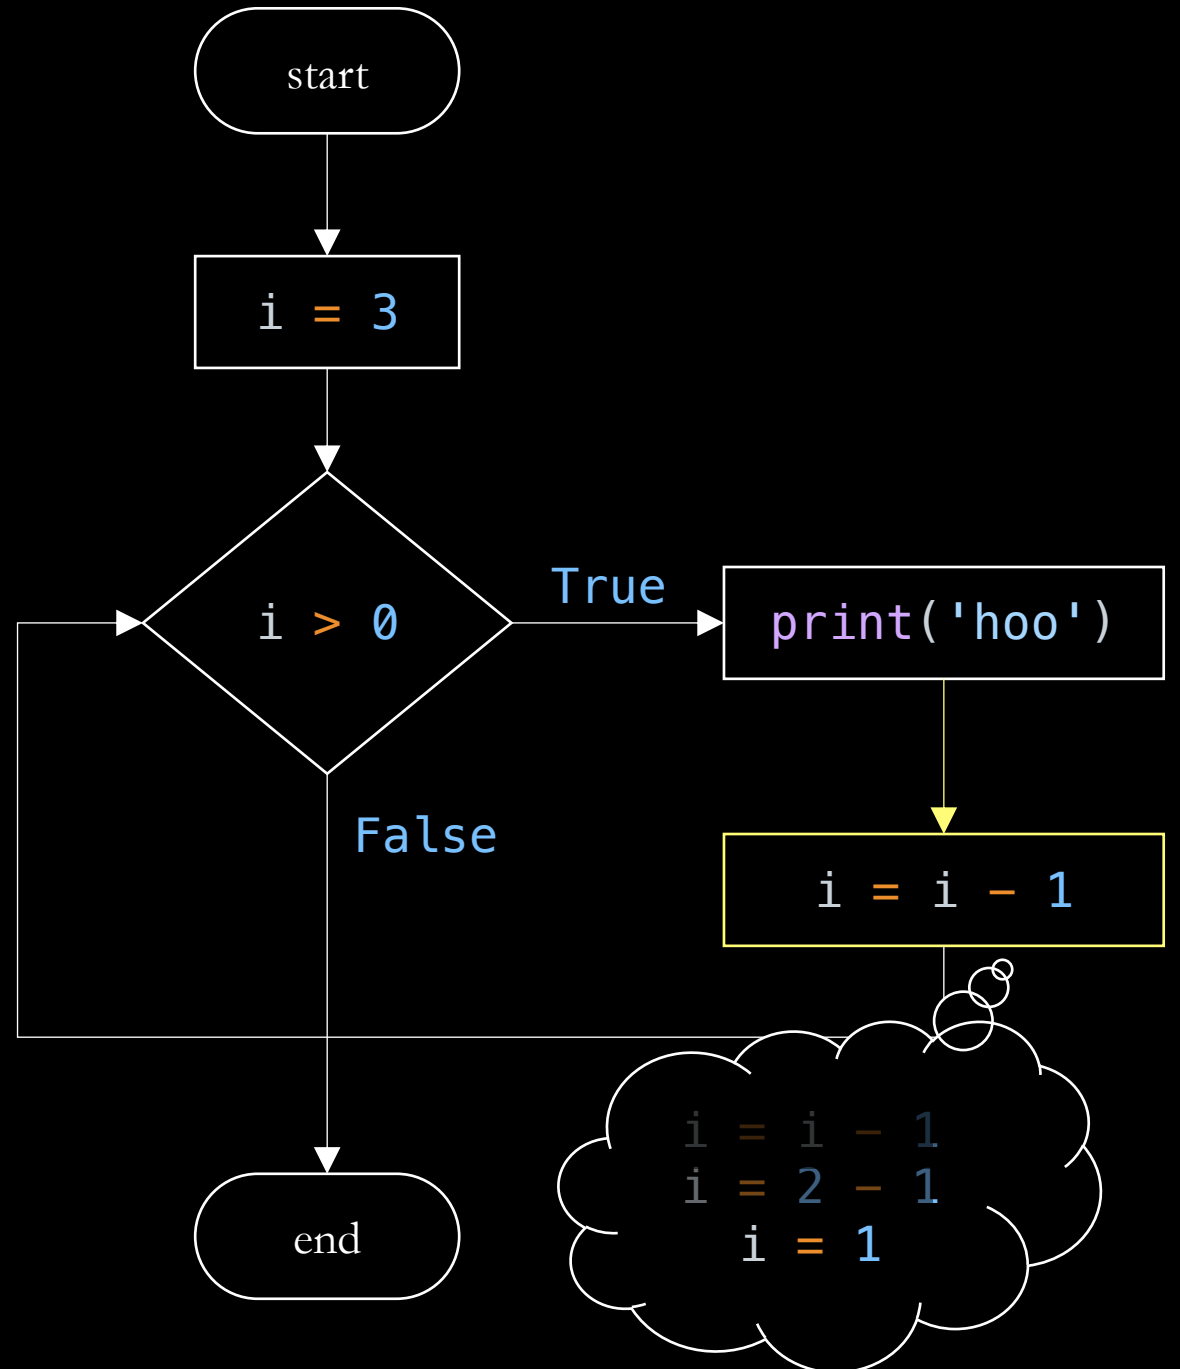 start
i = 3
i > 0
True
print('hoo')
False
i = i - 1
i = i - 1
i = 2 - 1
i = 1
end